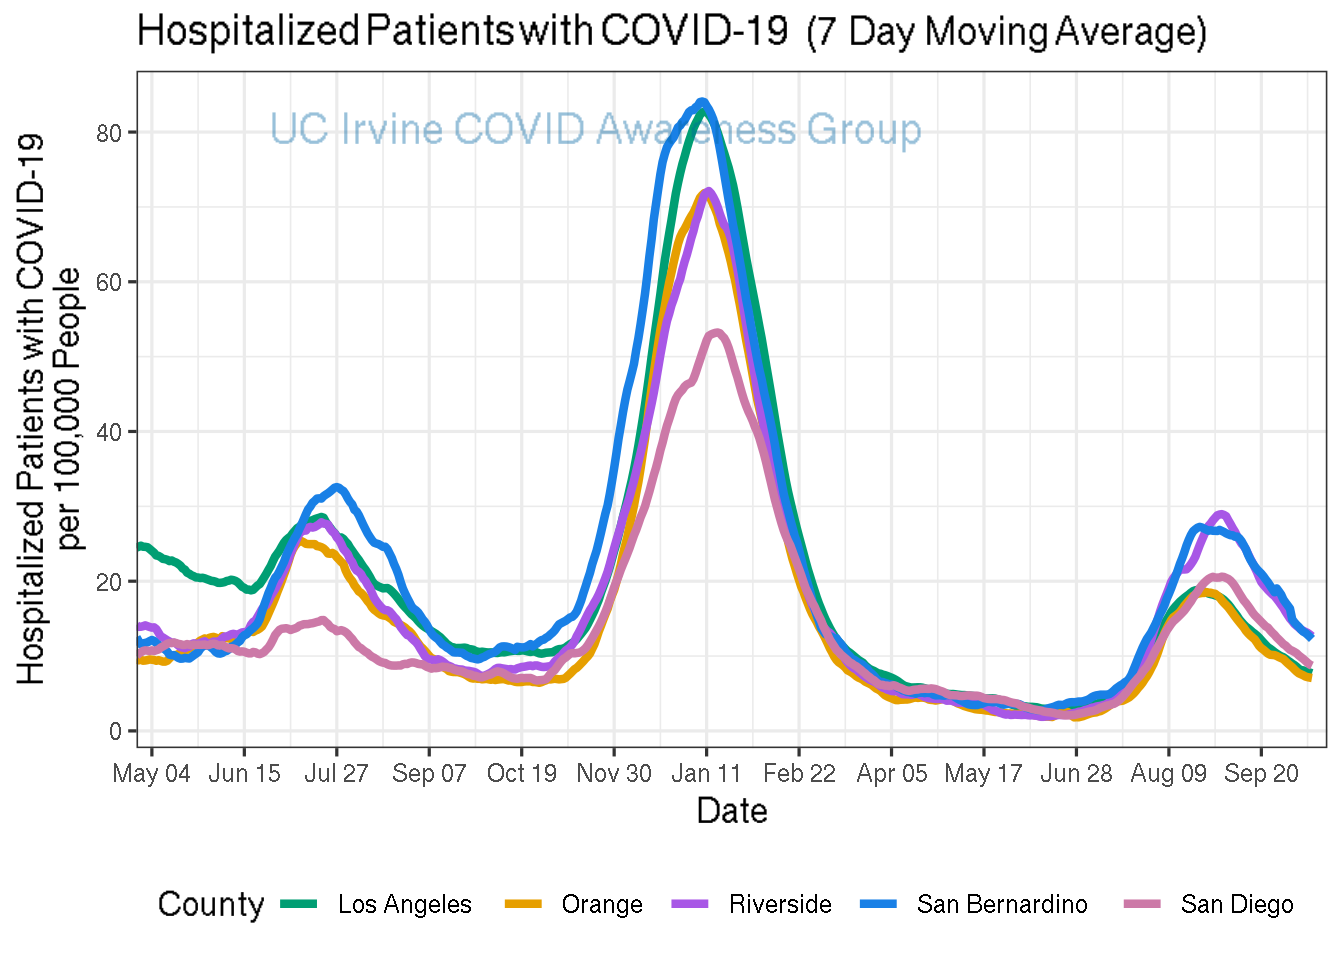 Hospitalized Patients with COVID-19 (7 Day Moving Average)
UC Irvine COVID Awareness Group
Hospitalized Patients with COVID-19
per 100,000 People
80
60
40
20
0
May 04 Jun 15 Jul 27 Sep 07 Oct 19 Nov 30 Jan 11 Feb 22 Apr 05 May 17 Jun 28 Aug 09 Sep 20
Date
County Los Angeles Orange Riverside San Bernardino San Diego